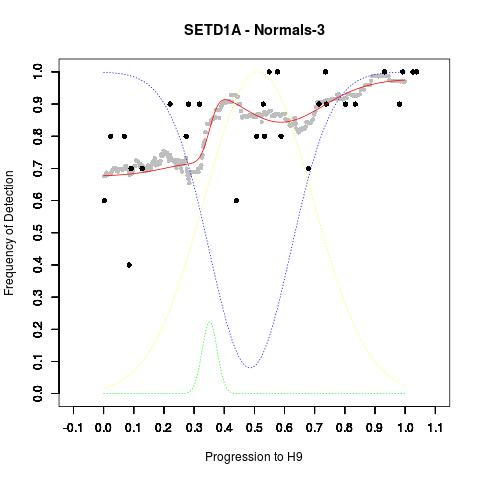 SETD1A - Normals-3
Frequency of Detection
1.0
0.9
0.8
0.7
0.6
0.5
0.4
0.3
0.2
0.1
0.0
-0.1 0.0 0.1 0.2 0.3 0.4 0.5 0.6 0.7 0.8 0.9 1.0 1.1
Progression to H9